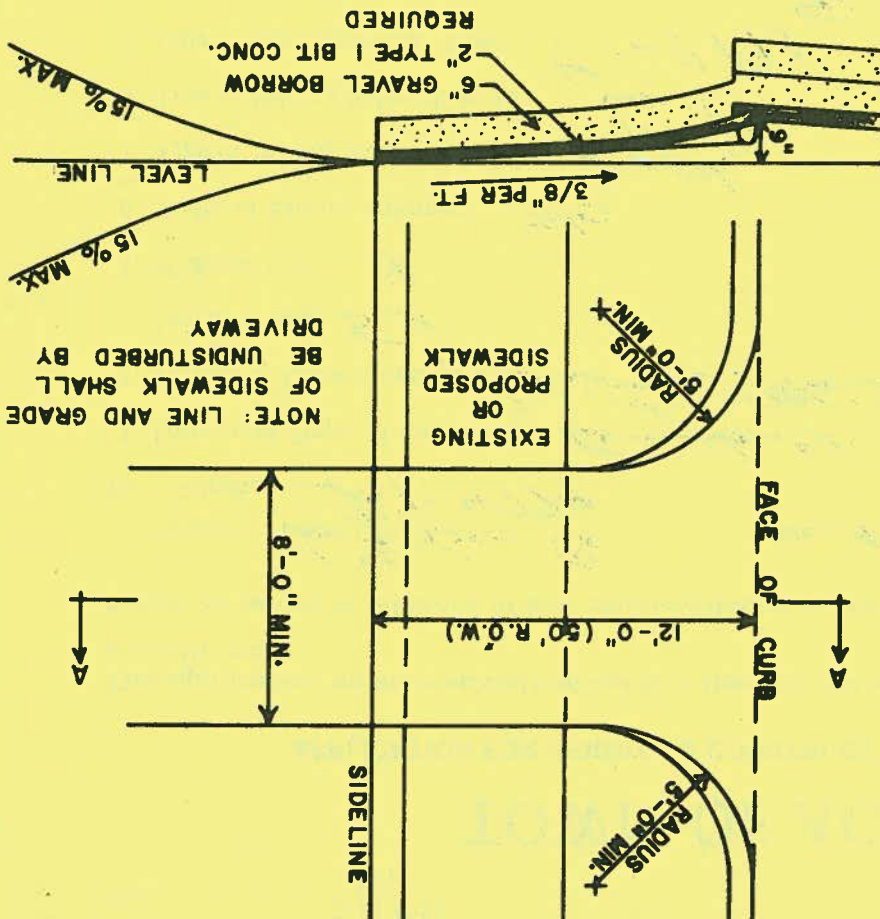 RADIUS
5'-0" MIN.
SIDELINE
FACE OF CURB
12'-0" (50' R.O.W.)
8'-0" MIN.
A
A
EXISTING
OR
PROPOSED
SIDEWALK
RADIUS
5'-0" MIN.
NOTE: LINE AND GRADE
OF SIDEWALK SHALL
BE UNDISTURBED BY
DRIVEWAY
15% MAX.
3/8" PER FT.
LEVEL LINE
6"
6" GRAVEL BORROW
2" TYPE I BIT. CONC.
REQUIRED
15% MAX.